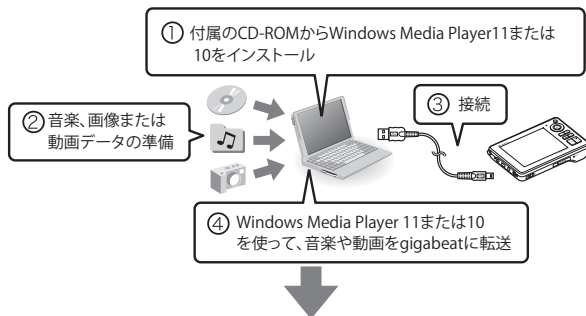 ① 付属のCD-ROMからWindows Media Player11または
10をインストール
② 音楽、画像または
動画データの準備
③ 接続
④ Windows Media Player 11または10
を使って、音楽や動画をgigabeatに転送